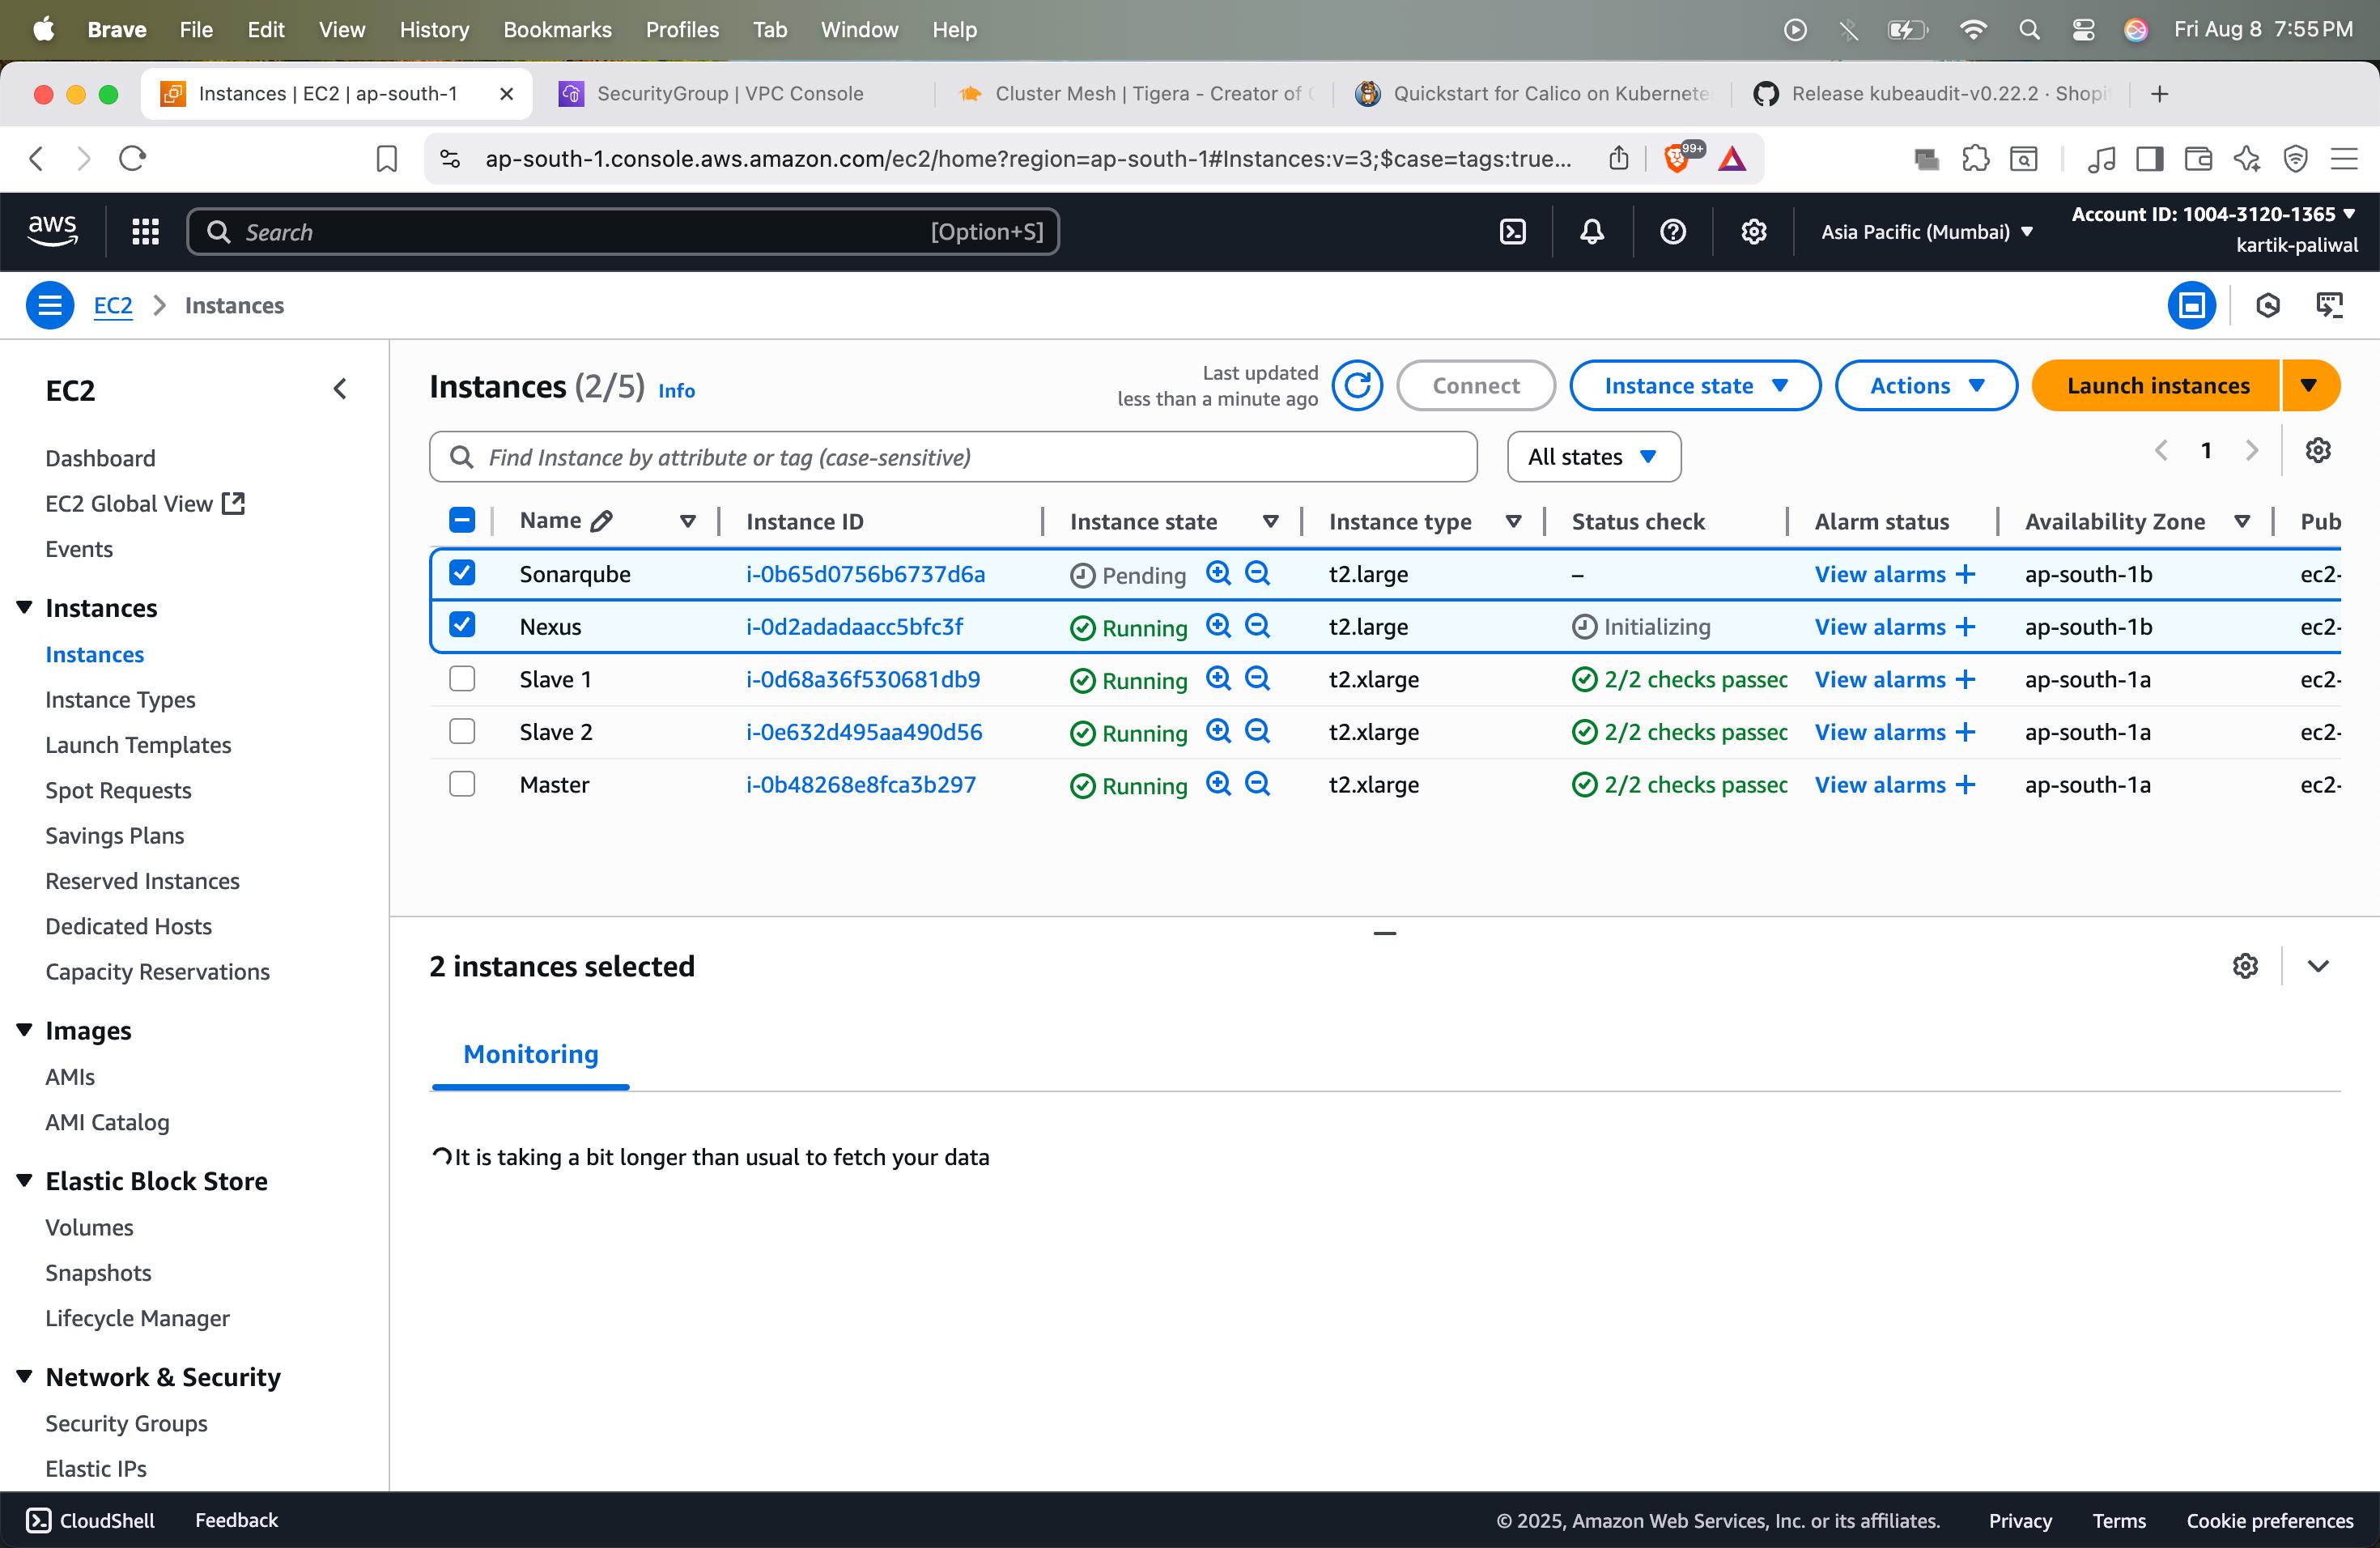 Brave File Edit View History Bookmarks Profiles Tab Window Help Fri Aug 8 7:55 PM
Instances | EC2 | ap-south-1 SecurityGroup | VPC Console Cluster Mesh | Tigera - Creator of Quickstart for Calico on Kubernete Release kubeaudit-v0.22.2 · Shopi
ap-south-1.console.aws.amazon.com/ec2/home?region=ap-south-1#Instances:v=3;$case=tags:true... 99+
aws Search [Option+S] Asia Pacific (Mumbai) Account ID: 1004-3120-1365
kartik-paliwal
EC2 Instances
EC2
Dashboard
EC2 Global View
Events
Instances
Instances
Instance Types
Launch Templates
Spot Requests
Savings Plans
Reserved Instances
Dedicated Hosts
Capacity Reservations
Images
AMIs
AMI Catalog
Elastic Block Store
Volumes
Snapshots
Lifecycle Manager
Network & Security
Security Groups
Elastic IPs
Instances (2/5) Info
Last updated
less than a minute ago
Connect Instance state Actions Launch instances
Find Instance by attribute or tag (case-sensitive) All states 1
Name Instance ID Instance state Instance type Status check Alarm status Availability Zone Pub
Sonarqube i-0b65d0756b6737d6a Pending t2.large – View alarms + ap-south-1b ec2-
Nexus i-0d2adadaacc5bfc3f Running t2.large Initializing View alarms + ap-south-1b ec2-
Slave 1 i-0d68a36f530681db9 Running t2.xlarge 2/2 checks passec View alarms + ap-south-1a ec2-
Slave 2 i-0e632d495aa490d56 Running t2.xlarge 2/2 checks passec View alarms + ap-south-1a ec2-
Master i-0b48268e8fca3b297 Running t2.xlarge 2/2 checks passec View alarms + ap-south-1a ec2-
2 instances selected
Monitoring
It is taking a bit longer than usual to fetch your data
CloudShell Feedback © 2025, Amazon Web Services, Inc. or its affiliates. Privacy Terms Cookie preferences